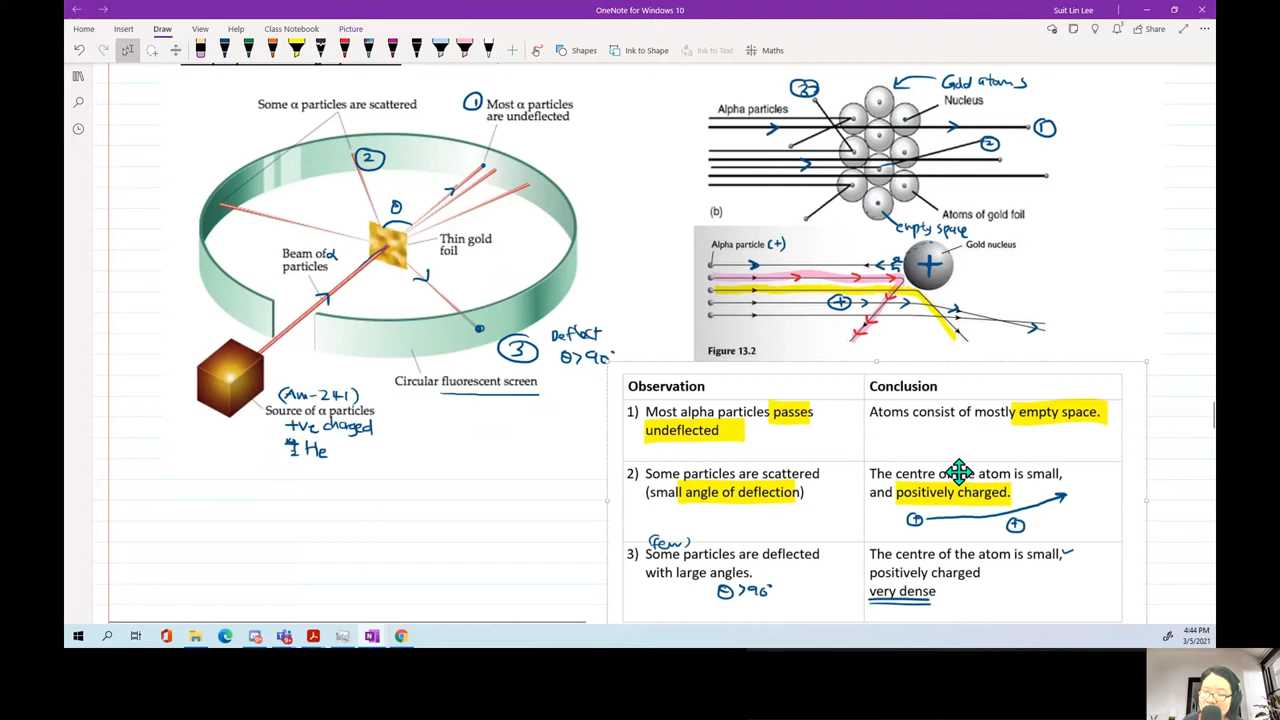 OneNote for Windows 10
Suit Lin Lee
Home Insert Draw View Help Class Notebook Picture
Share
Shapes Ink to Shape Ink to Text Maths
Some α particles are scattered
① Most α particles are undeflected
②
θ
Thin gold foil
Beam of α particles
③ Deflect
θ>90°
Circular fluorescent screen
(Am-241)
Source of α particles
+ve charged
He
③
Gold atoms
Alpha particles
Nucleus
①
②
(b)
Atoms of gold foil
empty space
Alpha particle (+)
Gold nucleus
+
+
Figure 13.2
Observation Conclusion
1) Most alpha particles passes undeflected
Atoms consist of mostly empty space.
2) Some particles are scattered (small angle of deflection)
The centre of the atom is small, and positively charged.
+ +
(few)
3) Some particles are deflected with large angles.
θ>90°
The centre of the atom is small, positively charged
very dense
4:44 PM
3/5/2021